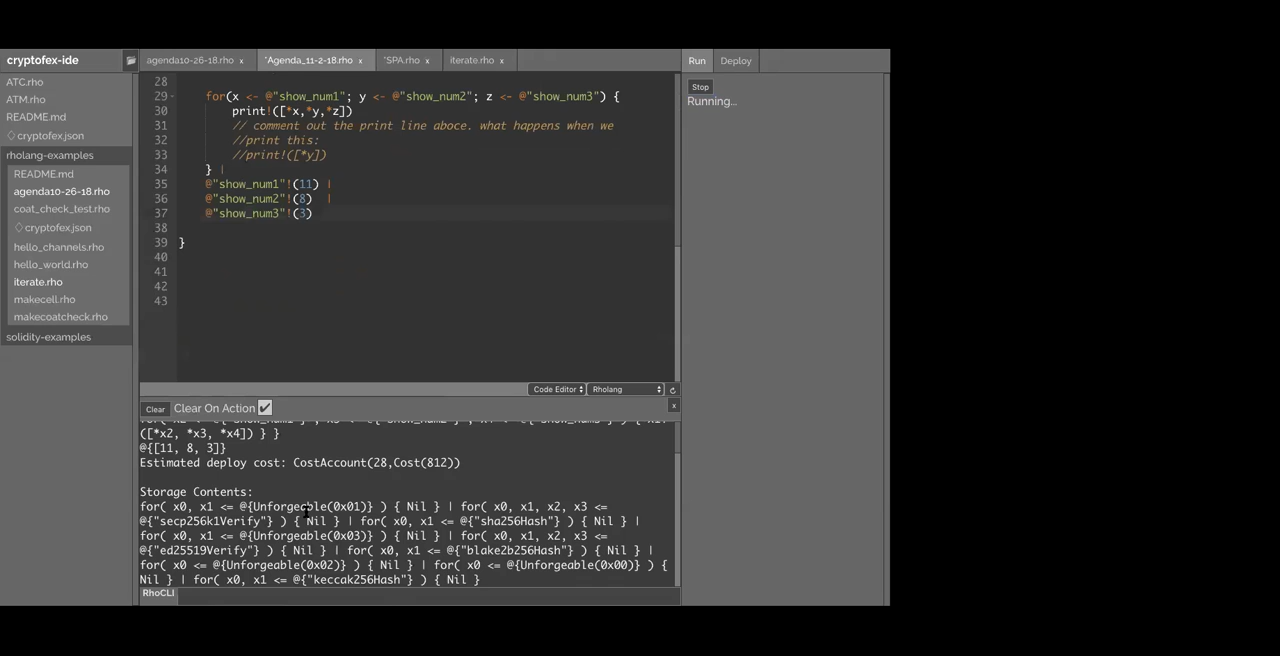 cryptofex-ide
agenda10-26-18.rho x
*Agenda_11-2-18.rho x
*SPA.rho x
iterate.rho x
Run
Deploy
ATC.rho
ATM.rho
README.md
cryptofex.json
rholang-examples
README.md
agenda10-26-18.rho
coat_check_test.rho
cryptofex.json
hello_channels.rho
hello_world.rho
iterate.rho
makecell.rho
makecoatcheck.rho
solidity-examples
28
29 for(x <- @"show_num1"; y <- @"show_num2"; z <- @"show_num3") {
30 print!([*x,*y,*z])
31 // comment out the print line aboce. what happens when we
32 //print this:
33 //print!([*y])
34 } |
35 @"show_num1"!(11) |
36 @"show_num2"!(8) |
37 @"show_num3"!(3)
38
39 }
40
41
42
43
Stop
Running...
Code Editor
Rholang
Clear
Clear On Action
x
([*x2, *x3, *x4]) } }
@{[11, 8, 3]}
Estimated deploy cost: CostAccount(28,Cost(812))
Storage Contents:
for( x0, x1 <= @{Unforgeable(0x01)} ) { Nil } | for( x0, x1, x2, x3 <=
@{"secp256k1Verify"} ) { Nil } | for( x0, x1 <= @{"sha256Hash"} ) { Nil } |
for( x0, x1 <= @{Unforgeable(0x03)} ) { Nil } | for( x0, x1, x2, x3 <=
@{"ed25519Verify"} ) { Nil } | for( x0, x1 <= @{"blake2b256Hash"} ) { Nil } |
for( x0 <= @{Unforgeable(0x02)} ) { Nil } | for( x0 <= @{Unforgeable(0x00)} ) {
Nil } | for( x0, x1 <= @{"keccak256Hash"} ) { Nil }
RhoCLI